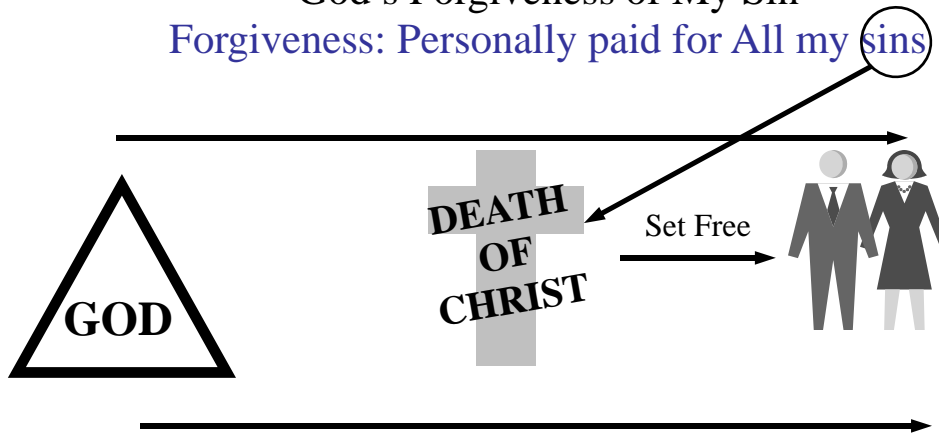 God's Forgiveness of My Sin
Forgiveness: Personally paid for All my sins
DEATH
OF
CHRIST
Set Free
GOD